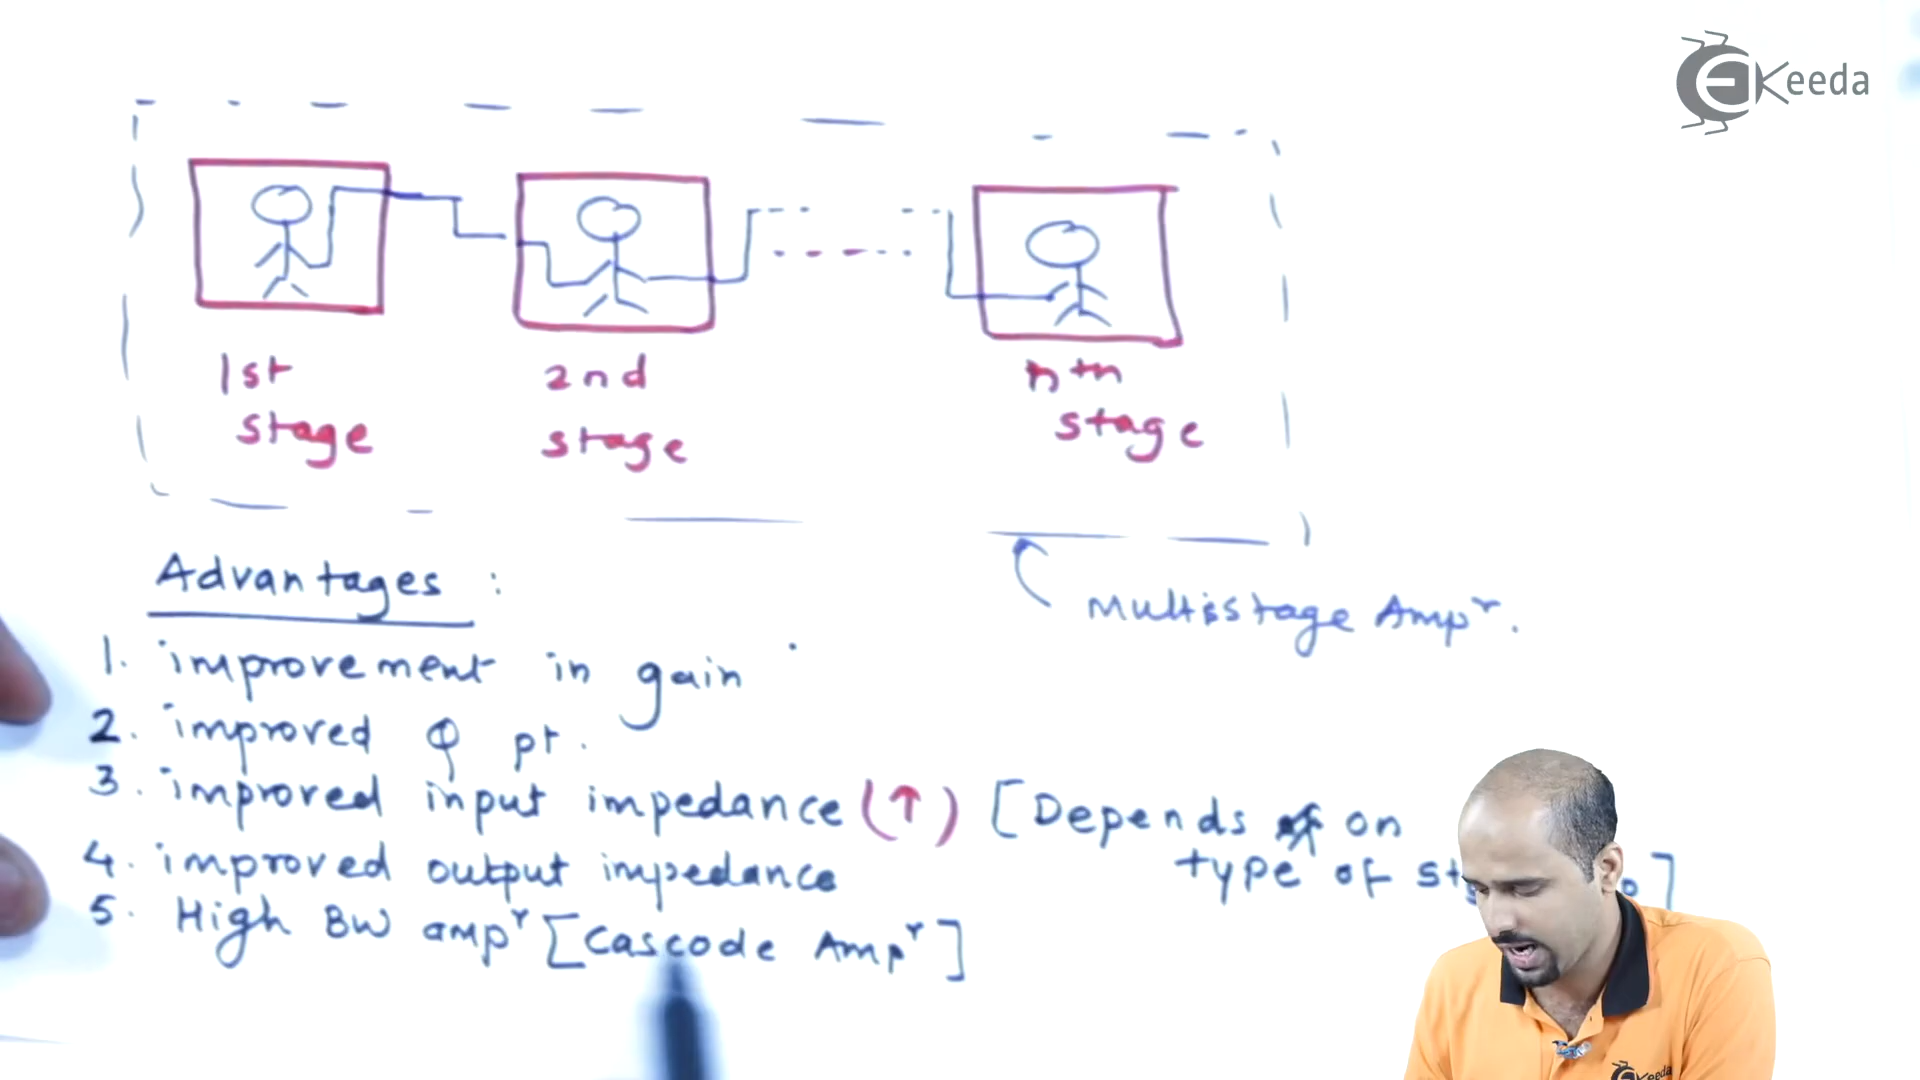 EKeeda
1st
stage
2nd
stage
nth
stage
Advantages :
Multistage Ampr.
1. improvement in gain
2. improved Q pt.
3. improved input impedance (↑) [Depends on
type of
]
4. improved output impedance
5. High BW ampr [Cascode Ampr]
Keeda